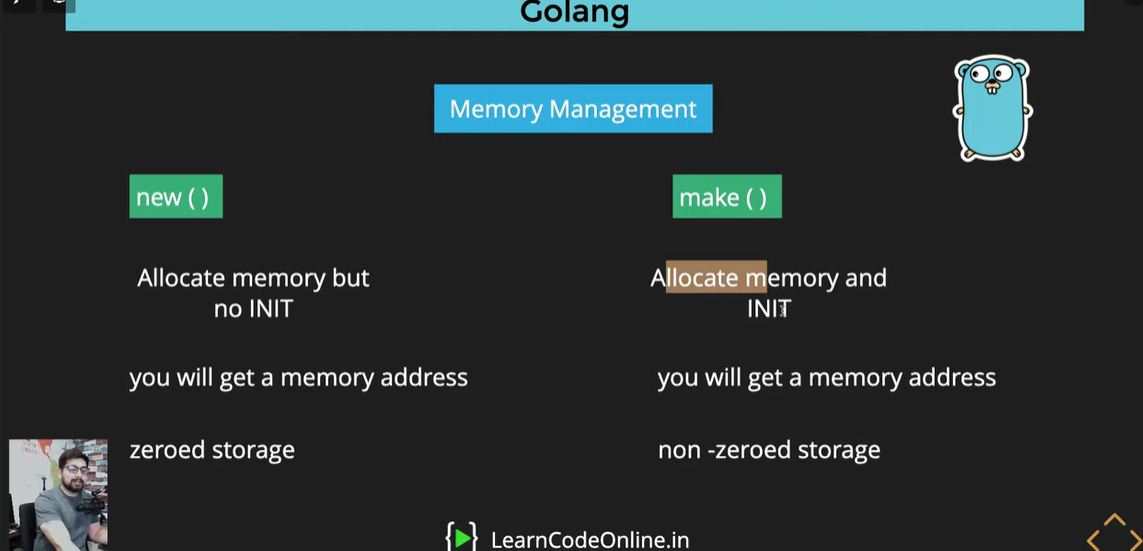 Golang
Memory Management
new ( )
Allocate memory but
no INIT
you will get a memory address
zeroed storage
make ( )
Allocate memory and
INIT
you will get a memory address
non -zeroed storage
LearnCodeOnline.in